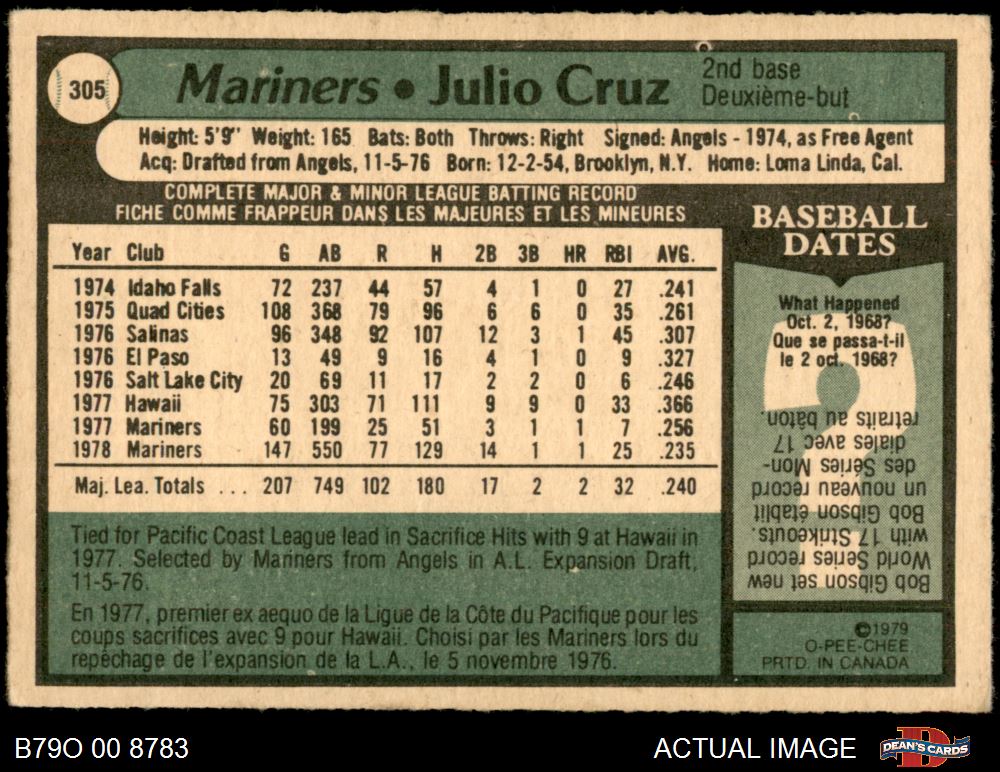 305
Mariners • Julio Cruz
2nd base
Deuxième-but
Height: 5'9" Weight: 165 Bats: Both Throws: Right Signed: Angels - 1974, as Free Agent
Acq: Drafted from Angels, 11-5-76 Born: 12-2-54, Brooklyn, N.Y. Home: Loma Linda, Cal.
COMPLETE MAJOR & MINOR LEAGUE BATTING RECORD
FICHE COMME FRAPPEUR DANS LES MAJEURES ET LES MINEURES
Year Club G AB R H 2B 3B HR RBI AVG.
1974 Idaho Falls 72 237 44 57 4 1 0 27 .241
1975 Quad Cities 108 368 79 96 6 6 0 35 .261
1976 Salinas 96 348 92 107 12 3 1 45 .307
1976 El Paso 13 49 9 16 4 1 0 9 .327
1976 Salt Lake City 20 69 11 17 2 2 0 6 .246
1977 Hawaii 75 303 71 111 9 9 0 33 .366
1977 Mariners 60 199 25 51 3 1 1 7 .256
1978 Mariners 147 550 77 129 14 1 1 25 .235
Maj. Lea. Totals ... 207 749 102 180 17 2 2 32 .240
Tied for Pacific Coast League lead in Sacrifice Hits with 9 at Hawaii in
1977. Selected by Mariners from Angels in A.L. Expansion Draft,
11-5-76.
En 1977, premier ex aequo de la Ligue de la Côte du Pacifique pour les
coups sacrifices avec 9 pour Hawaii. Choisi par les Mariners lors du
repêchage de l'expansion de la L.A., le 5 novembre 1976.
BASEBALL
DATES
What Happened
Oct. 2, 1968?
Que se passa-t-il
le 2 oct. 1968?
Bob Gibson set new
World Series record
with 17 Strikeouts.
Bob Gibson établit
un nouveau record
des Séries Mon-
diales avec 17
retraits au bâton.
©1979
O-PEE-CHEE
PRTD. IN CANADA
B79O 00 8783
ACTUAL IMAGE
DEAN'S CARDS